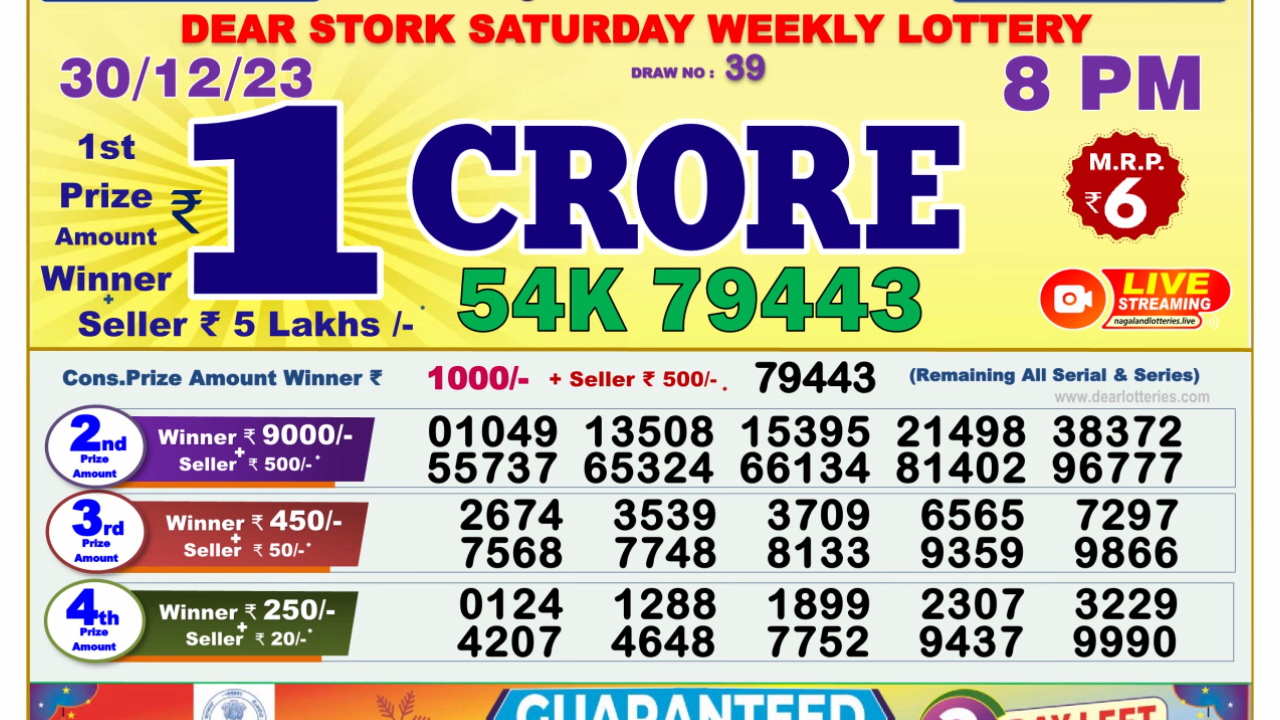 DEAR STORK SATURDAY WEEKLY LOTTERY
30/12/23
DRAW NO : 39
8 PM
1st
Prize
Amount
Winner
+
Seller ₹ 5 Lakhs /-
₹ 1 CRORE
54K 79443
M.R.P.
₹ 6
LIVE
STREAMING
nagalandlotteries.live
Cons.Prize Amount Winner ₹ 1000/- + Seller ₹ 500/- . 79443 (Remaining All Serial & Series)
www.dearlotteries.com
2nd
Prize
Amount
Winner ₹ 9000/-
+
Seller ₹ 500/-*
01049 13508 15395 21498 38372
55737 65324 66134 81402 96777
3rd
Prize
Amount
Winner ₹ 450/-
+
Seller ₹ 50/-*
2674 3539 3709 6565 7297
7568 7748 8133 9359 9866
4th
Prize
Amount
Winner ₹ 250/-
+
Seller ₹ 20/-*
0124 1288 1899 2307 3229
4207 4648 7752 9437 9990
GUARANTEED
DAY LEFT